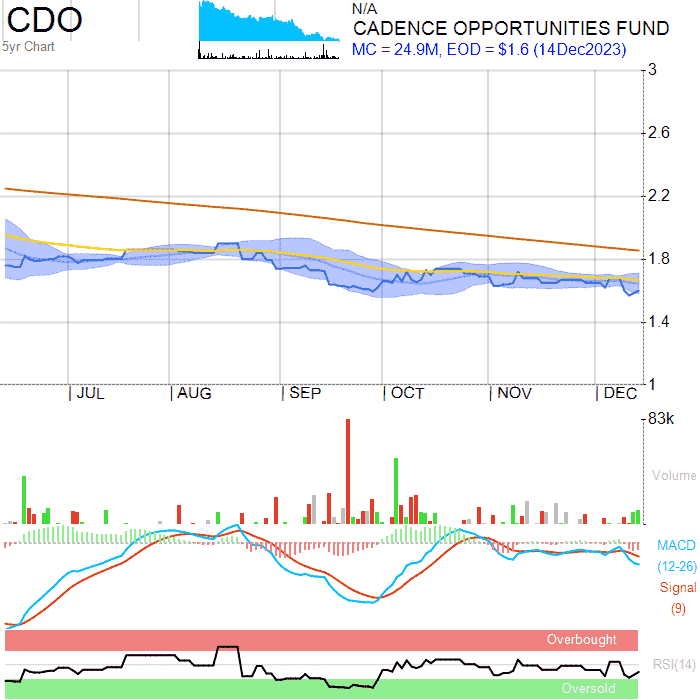 CDO
5yr Chart
N/A
CADENCE OPPORTUNITIES FUND
MC = 24.9M, EOD = $1.6 (14Dec2023)
3
2.6
2.2
1.8
1.4
1
JUL AUG SEP OCT NOV DEC
83k
Volume
MACD
(12-26)
Signal
(9)
Overbought
RSI(14)
Oversold